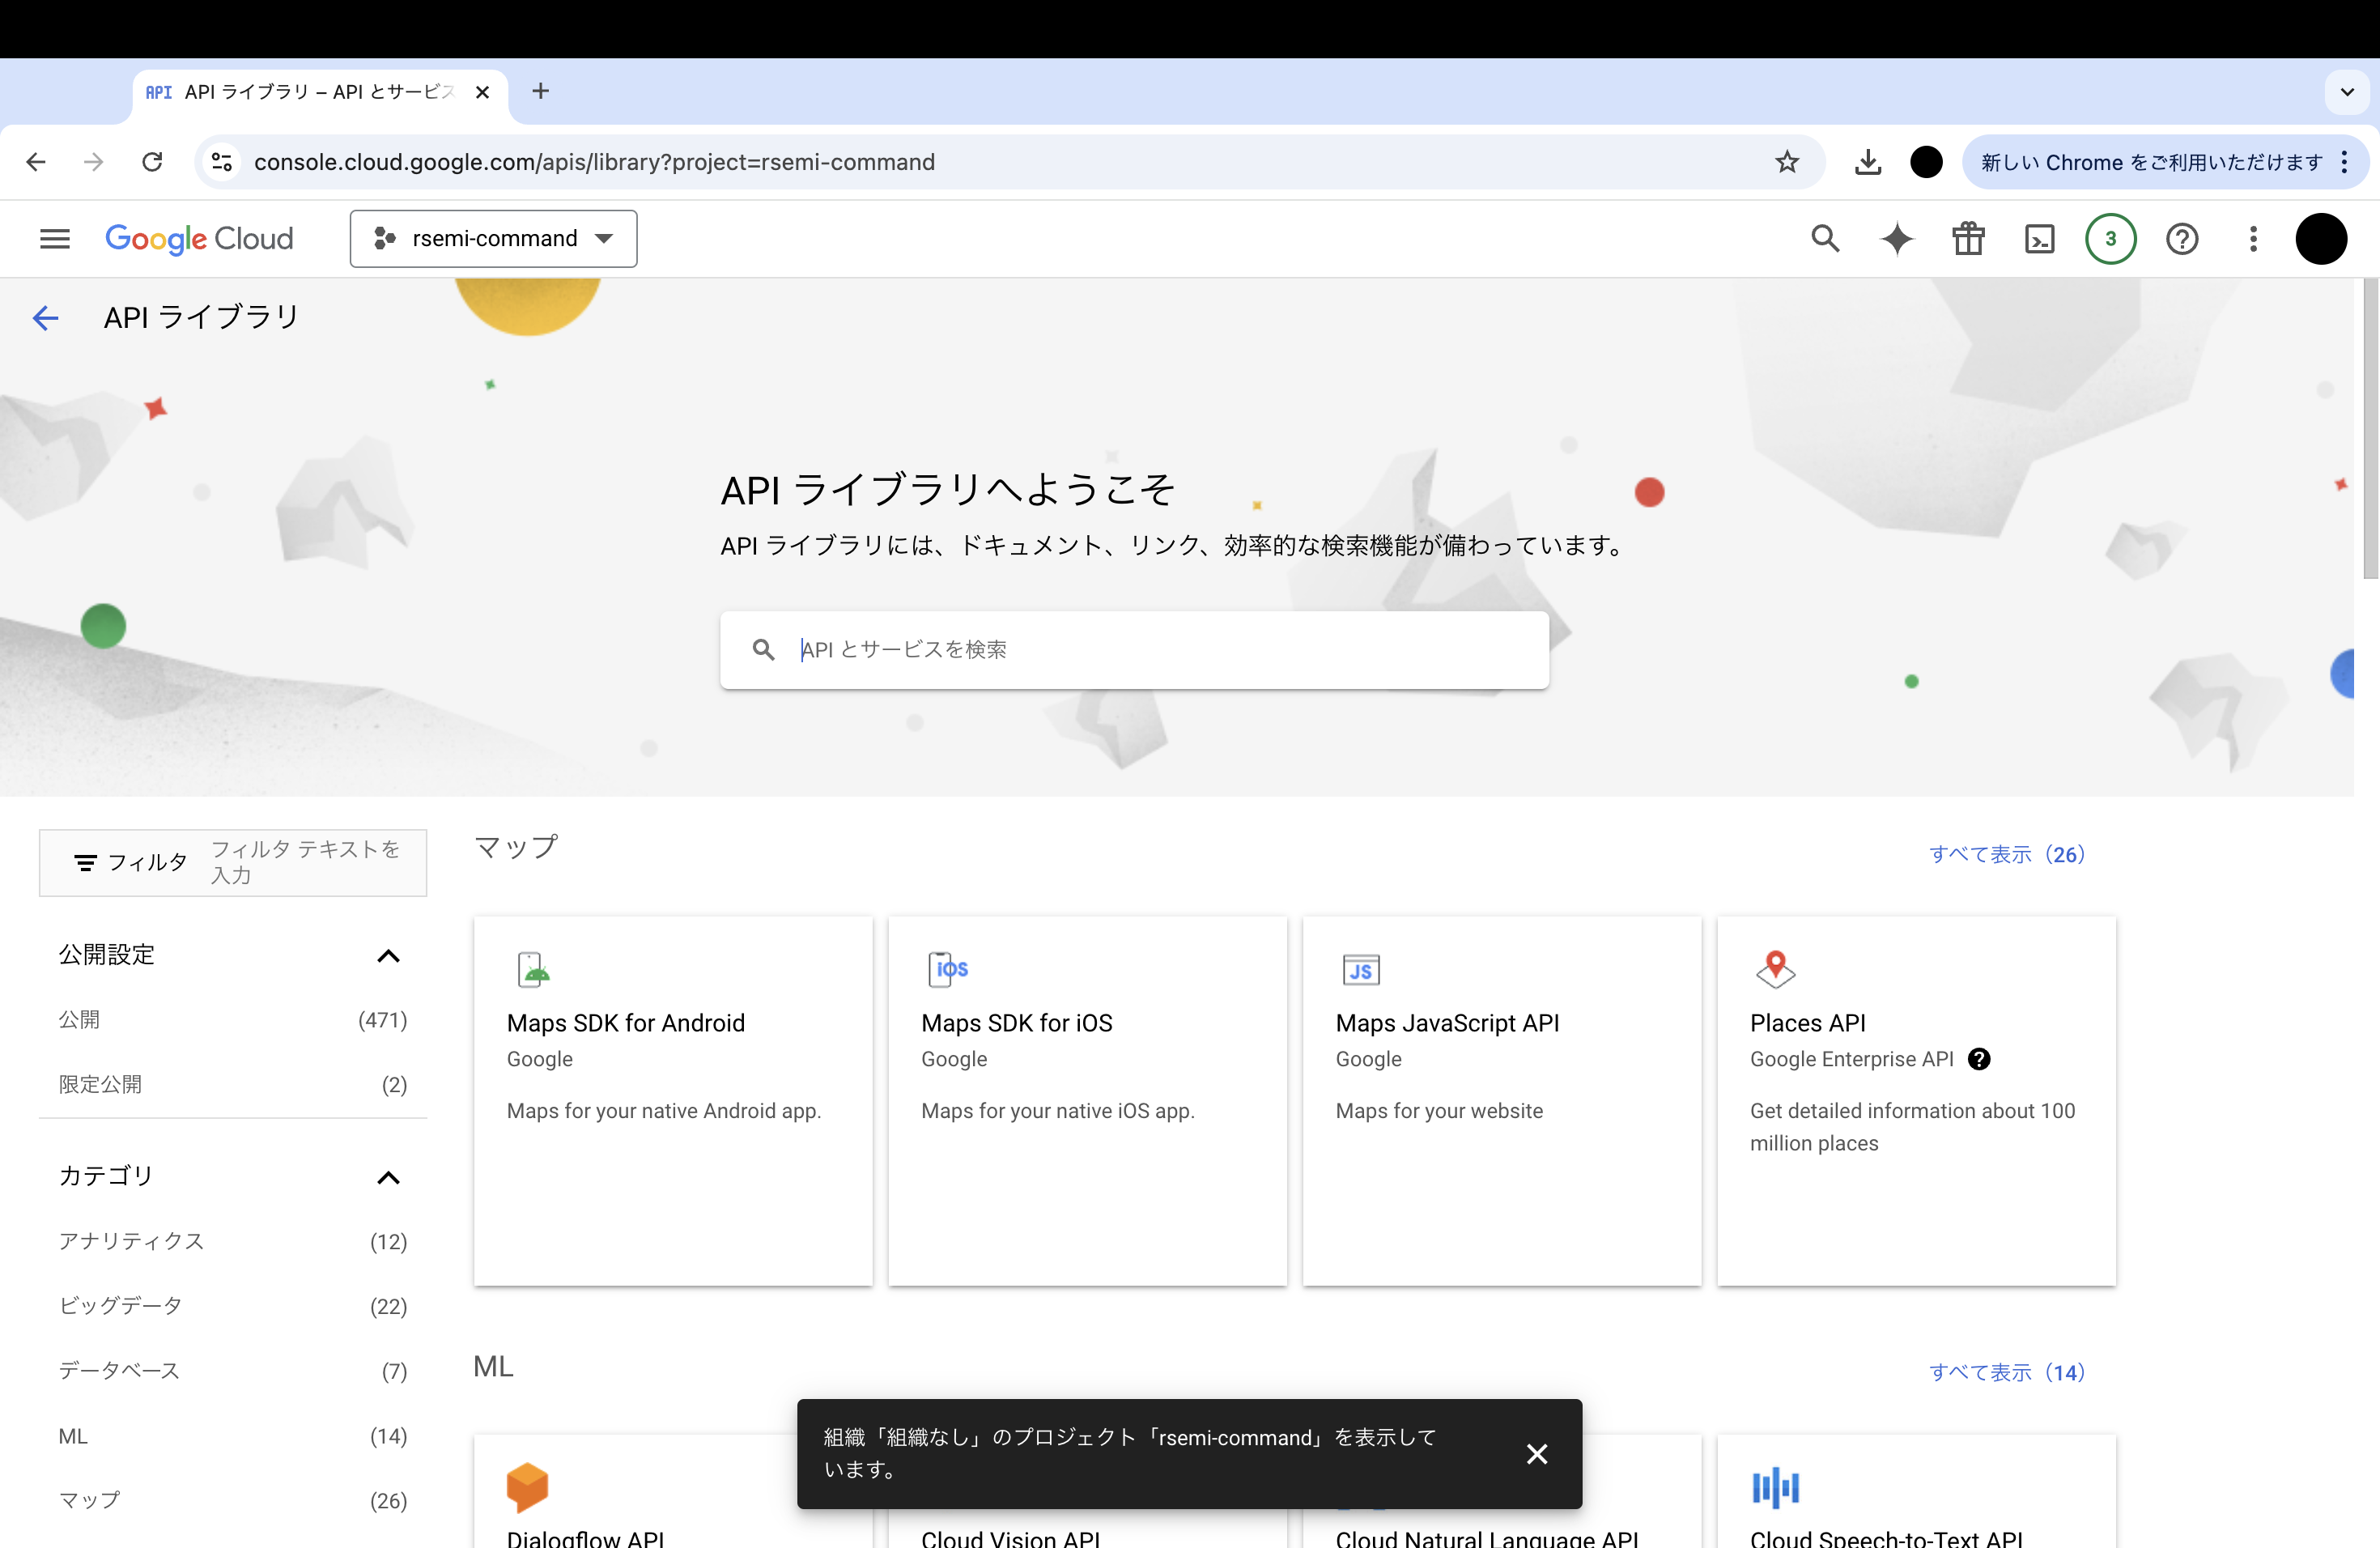 API API ライブラリ – API とサービス
console.cloud.google.com/apis/library?project=rsemi-command
新しい Chrome をご利用いただけます
Google Cloud
rsemi-command
3
API ライブラリ
API ライブラリへようこそ
API ライブラリには、ドキュメント、リンク、効率的な検索機能が備わっています。
API とサービスを検索
フィルタ
フィルタ テキストを
入力
公開設定
公開 (471)
限定公開 (2)
カテゴリ
アナリティクス (12)
ビッグデータ (22)
データベース (7)
ML (14)
マップ (26)
マップ
すべて表示（26）
Maps SDK for Android
Google
Maps for your native Android app.
iOS
Maps SDK for iOS
Google
Maps for your native iOS app.
JS
Maps JavaScript API
Google
Maps for your website
Places API
Google Enterprise API
Get detailed information about 100
million places
ML
すべて表示（14）
Dialogflow API
Cloud Vision API
Cloud Natural Language API
Cloud Speech-to-Text API
組織「組織なし」のプロジェクト「rsemi-command」を表示して
います。